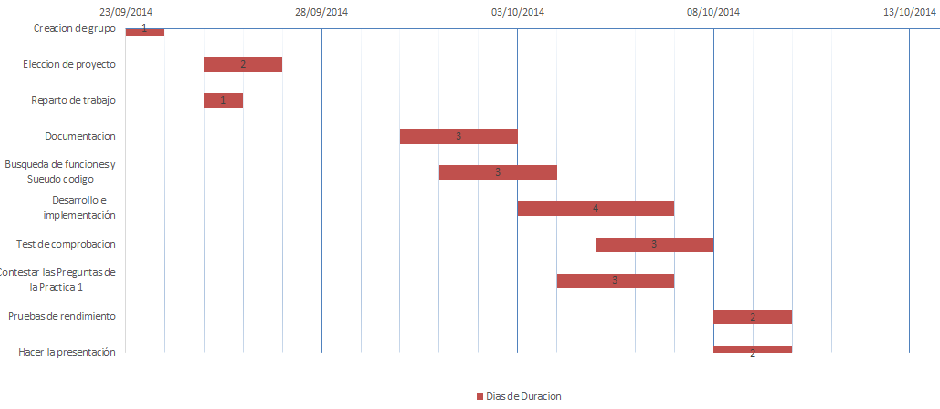 23/09/2014 28/09/2014 03/10/2014 08/10/2014 13/10/2014
Creacion de grupo 1
Eleccion de proyecto 2
Reparto de trabajo 1
Documentacion 3
Busqueda de funciones y
Sueudo codigo 3
Desarrollo e
implementación 4
Test de comprobacion 3
Contestar las Preguntas de
la Practica 1 3
Pruebas de rendimiento 2
Hacer la presentación 2
Dias de Duracion